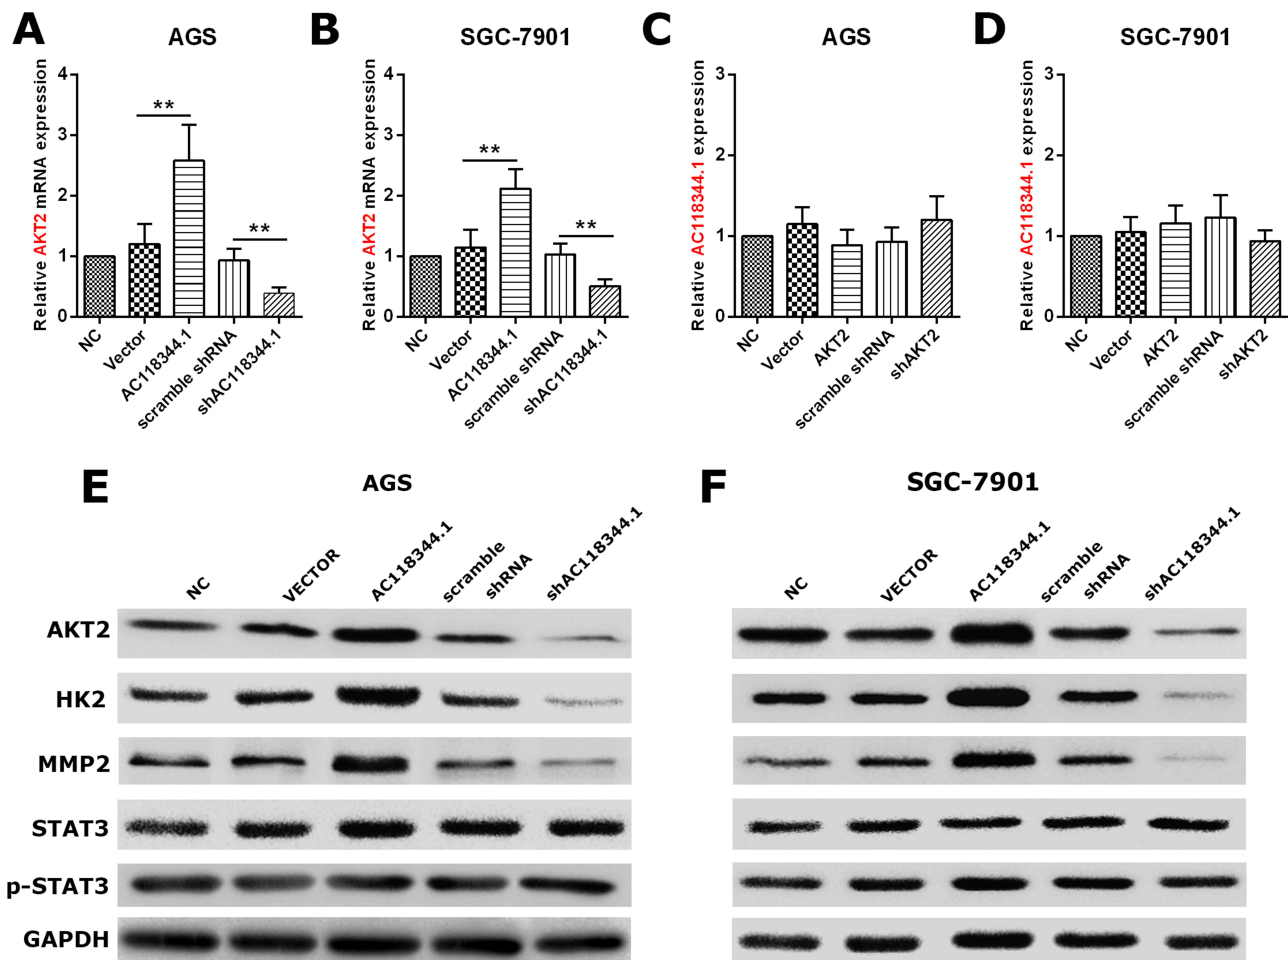 A
AGS
Relative AKT2 mRNA expression
4
3
2
1
0
**
**
NC
Vector
AC118344.1
scramble shRNA
shAC118344.1
B
SGC-7901
Relative AKT2 mRNA expression
4
3
2
1
0
**
**
NC
Vector
AC118344.1
scramble shRNA
shAC118344.1
C
AGS
Relative AC118344.1 expression
3
2
1
0
NC
Vector
AKT2
scramble shRNA
shAKT2
D
SGC-7901
Relative AC118344.1 expression
3
2
1
0
NC
Vector
AKT2
scramble shRNA
shAKT2
E
AGS
NC
VECTOR
AC118344.1
scramble
shRNA
shAC118344.1
AKT2
HK2
MMP2
STAT3
p-STAT3
GAPDH
F
SGC-7901
NC
VECTOR
AC118344.1
scramble
shRNA
shAC118344.1